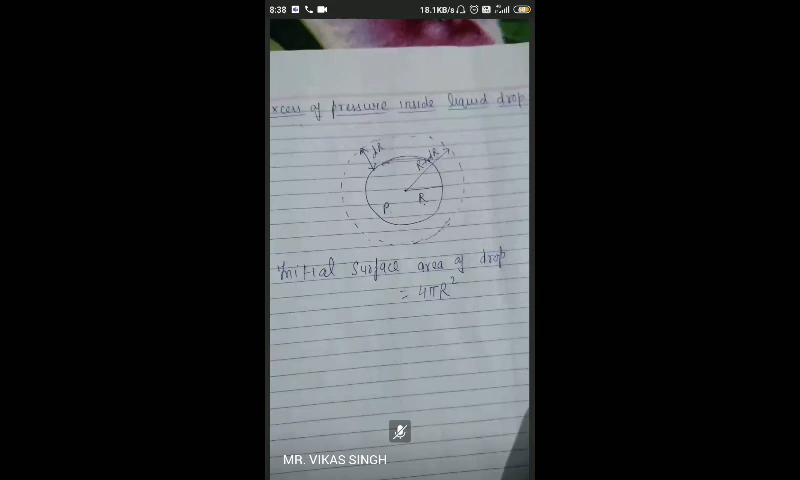 8:38
18.1KB/s
xcess of pressure inside liquid drop
dR
R+dR
R
P
Initial surface area of drop
= 4πR²
MR. VIKAS SINGH